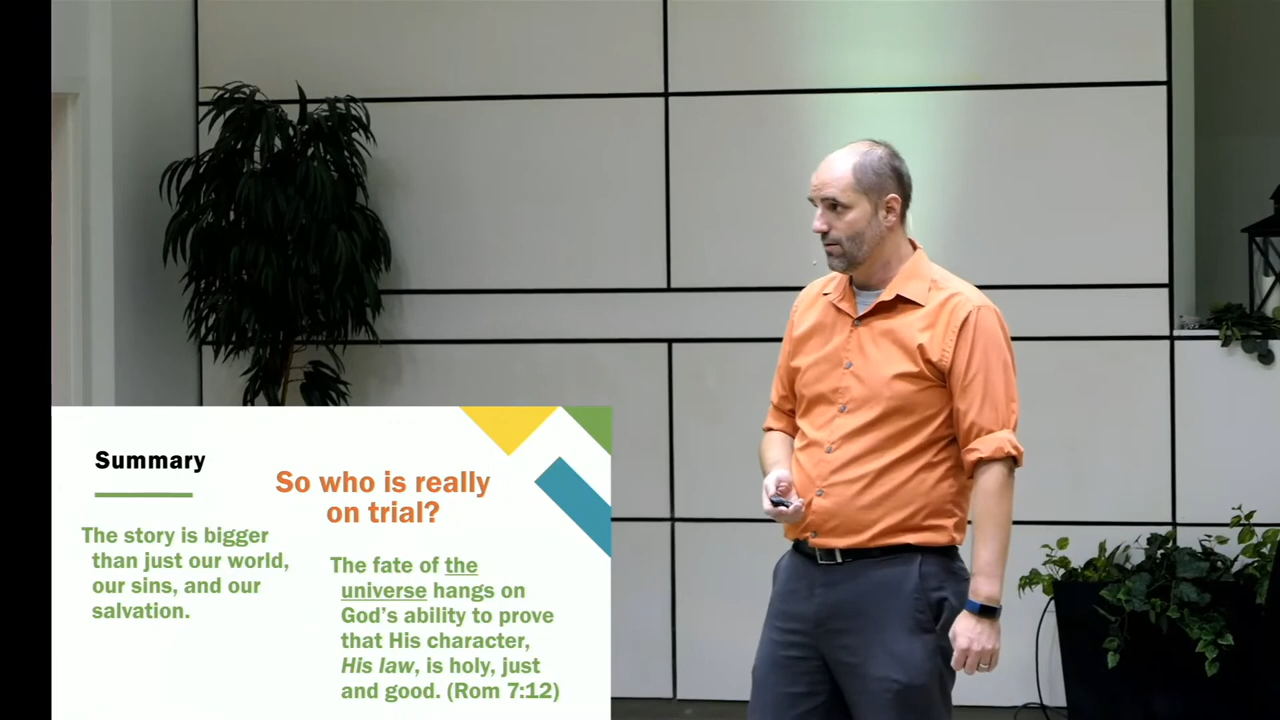 Summary
The story is bigger
than just our world,
our sins, and our
salvation.
So who is really
on trial?
The fate of the
universe hangs on
God's ability to prove
that His character,
His law, is holy, just
and good. (Rom 7:12)